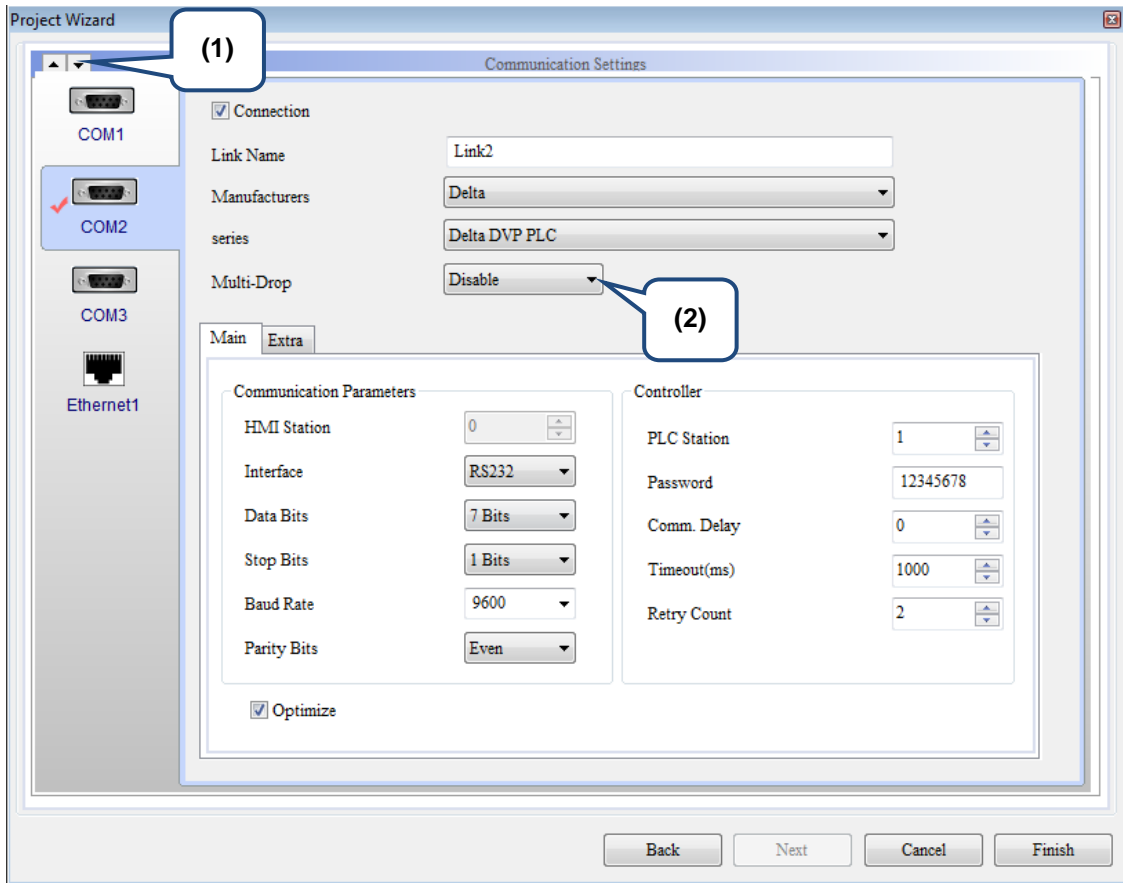 Project Wizard
(1)
Communication Settings
COM1
COM2
COM3
Ethernet1
Connection
Link Name Link2
Manufacturers Delta
series Delta DVP PLC
Multi-Drop Disable
(2)
Main Extra
Communication Parameters
HMI Station 0
Interface RS232
Data Bits 7 Bits
Stop Bits 1 Bits
Baud Rate 9600
Parity Bits Even
Optimize
Controller
PLC Station 1
Password 12345678
Comm. Delay 0
Timeout(ms) 1000
Retry Count 2
Back Next Cancel Finish